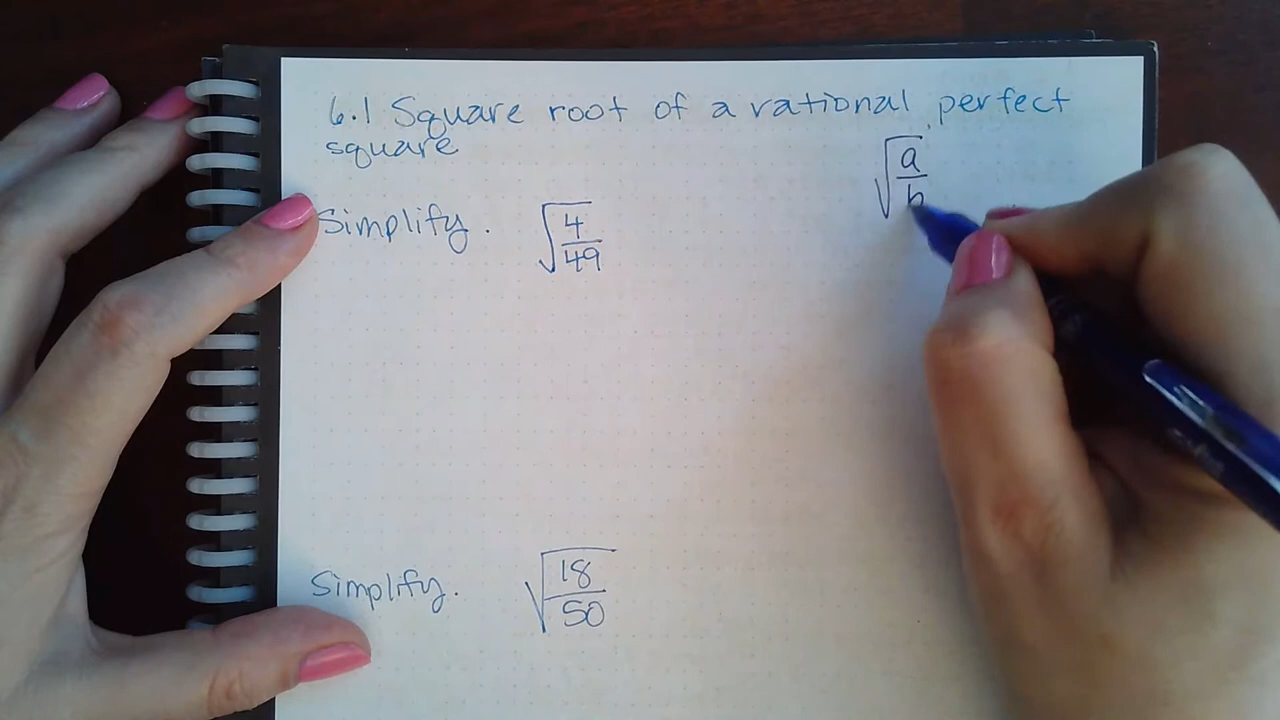 6.1 Square root of a rational perfect
square
√(a/b)
Simplify. √(4/49)
Simplify. √(18/50)